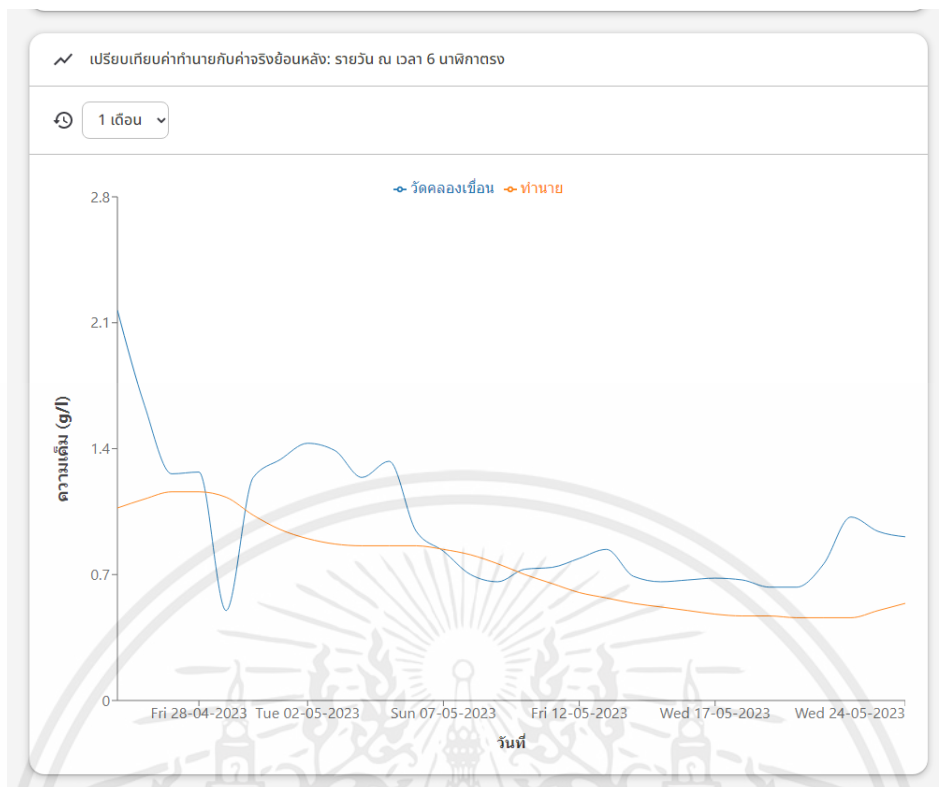 เปรียบเทียบค่าทำนายกับค่าจริงย้อนหลัง: รายวัน ณ เวลา 6 นาฬิกาตรง
1 เดือน
วัดคลองเขื่อน ทำนาย
2.8
2.1
1.4
0.7
0
ความเค็ม (g/l)
Fri 28-04-2023 Tue 02-05-2023 Sun 07-05-2023 Fri 12-05-2023 Wed 17-05-2023 Wed 24-05-2023
วันที่